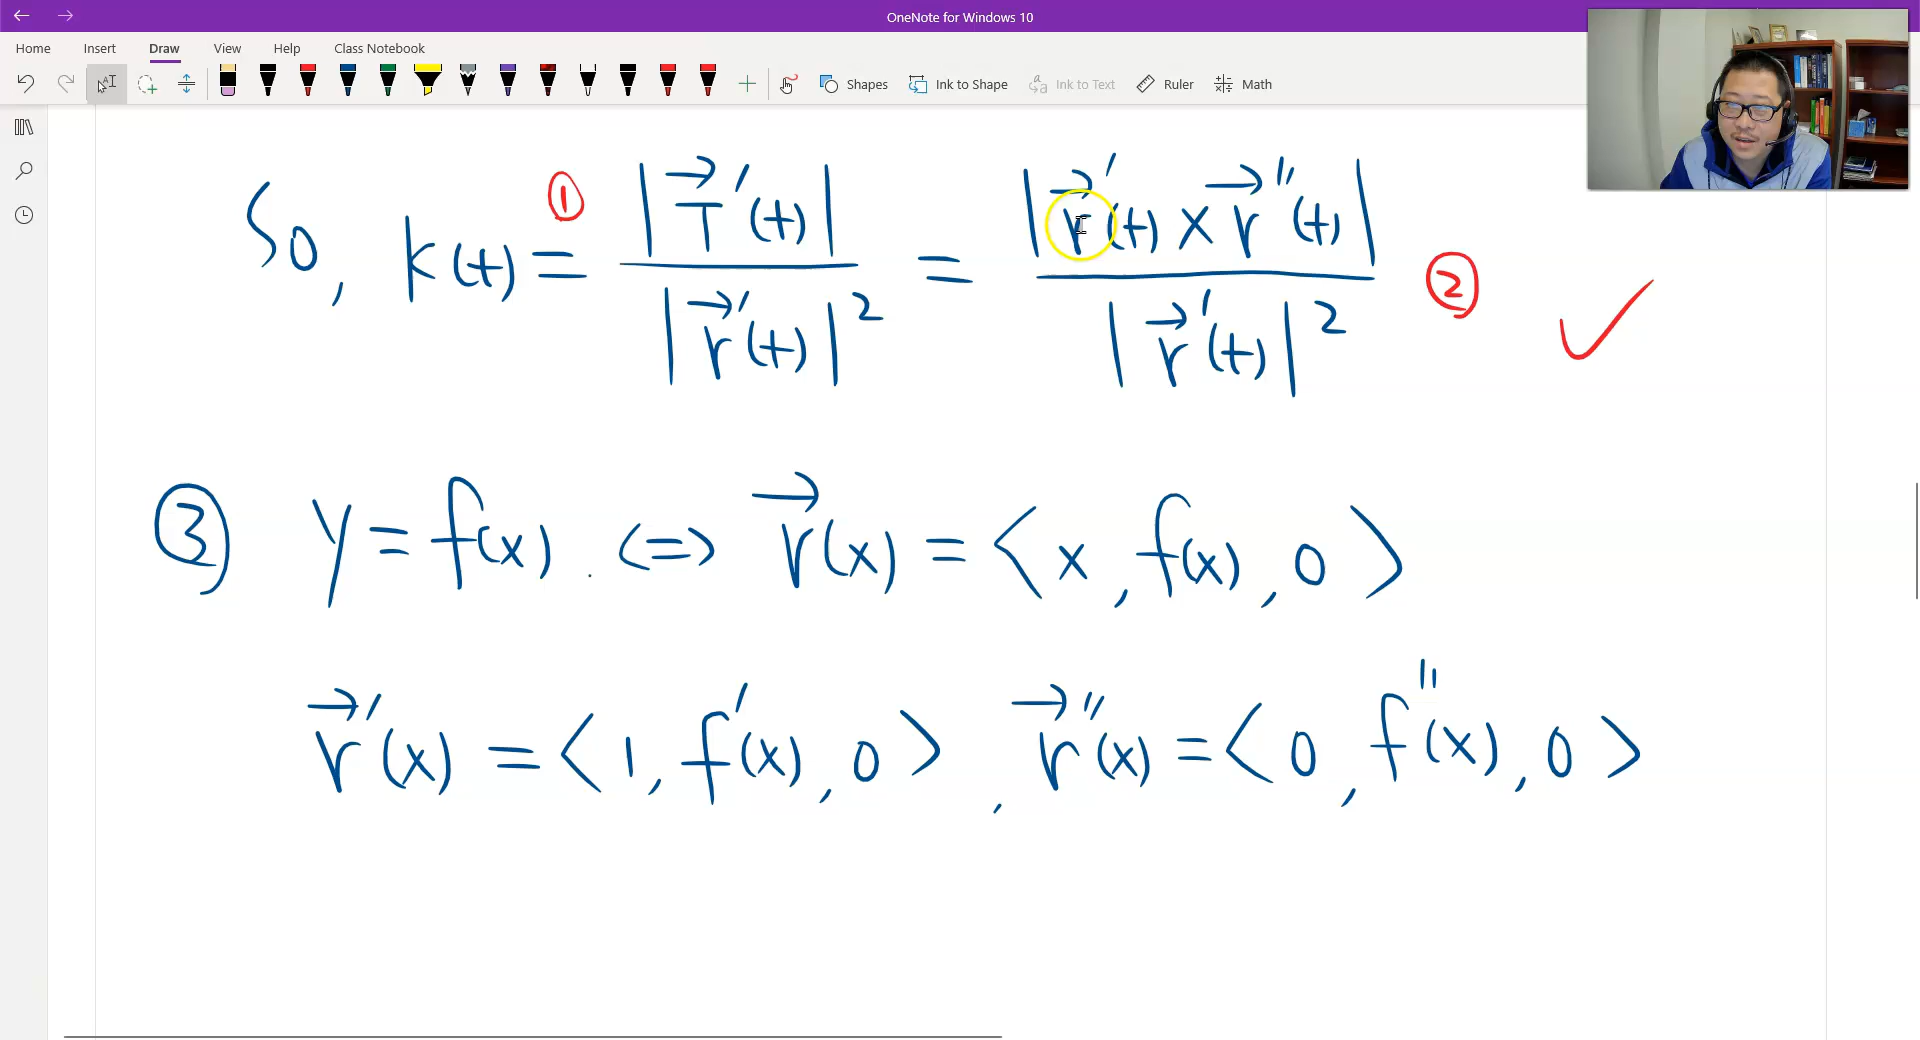 OneNote for Windows 10
Home Insert Draw View Help Class Notebook
Shapes Ink to Shape Ink to Text Ruler Math
So, k(t) = ① |T⃗'(t)| / |r⃗'(t)|² = |r⃗'(t) × r⃗''(t)| / |r⃗'(t)|² ② ✓
③ y = f(x). <=> r⃗(x) = <x, f(x), 0>
r⃗'(x) = <1, f'(x), 0>, r⃗''(x) = <0, f''(x), 0>